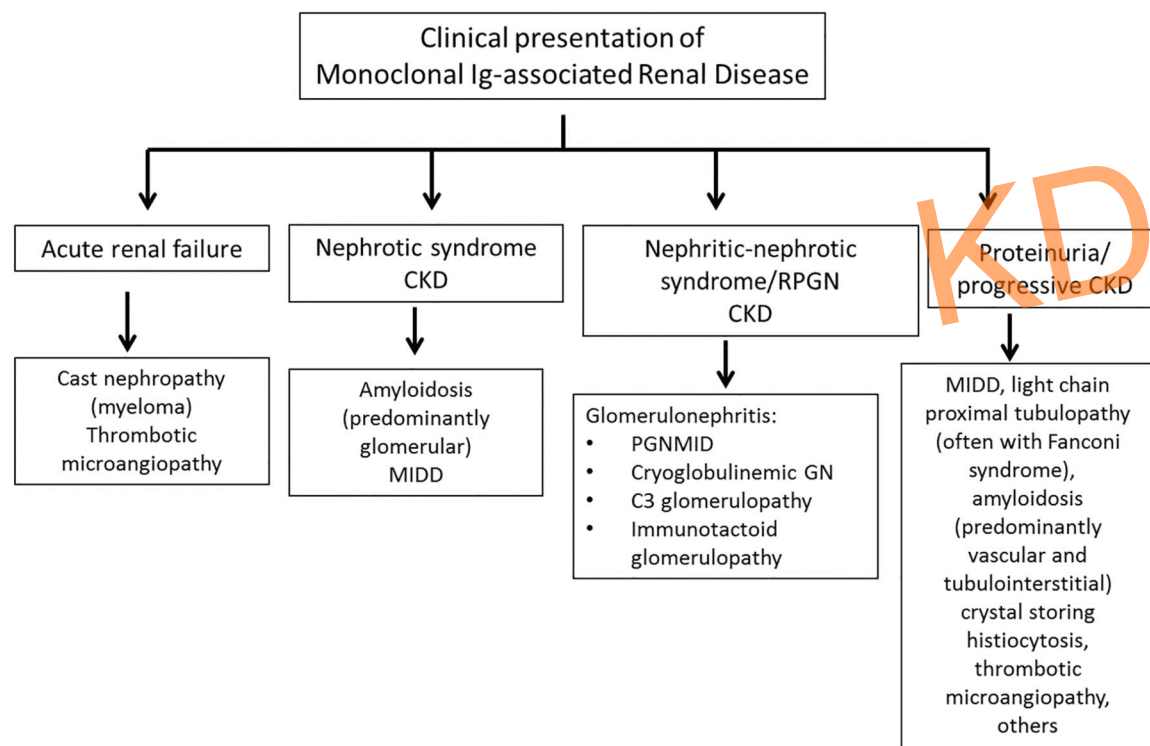 Clinical presentation of
Monoclonal Ig-associated Renal Disease
Acute renal failure
Nephrotic syndrome
CKD
Nephritic-nephrotic
syndrome/RPGN
CKD
Proteinuria/
progressive CKD
KD
Cast nephropathy
(myeloma)
Thrombotic
microangiopathy
Amyloidosis
(predominantly
glomerular)
MIDD
Glomerulonephritis:
• PGNMID
• Cryoglobulinemic GN
• C3 glomerulopathy
• Immunotactoid
glomerulopathy
MIDD, light chain
proximal tubulopathy
(often with Fanconi
syndrome),
amyloidosis
(predominantly
vascular and
tubulointerstitial)
crystal storing
histiocytosis,
thrombotic
microangiopathy,
others